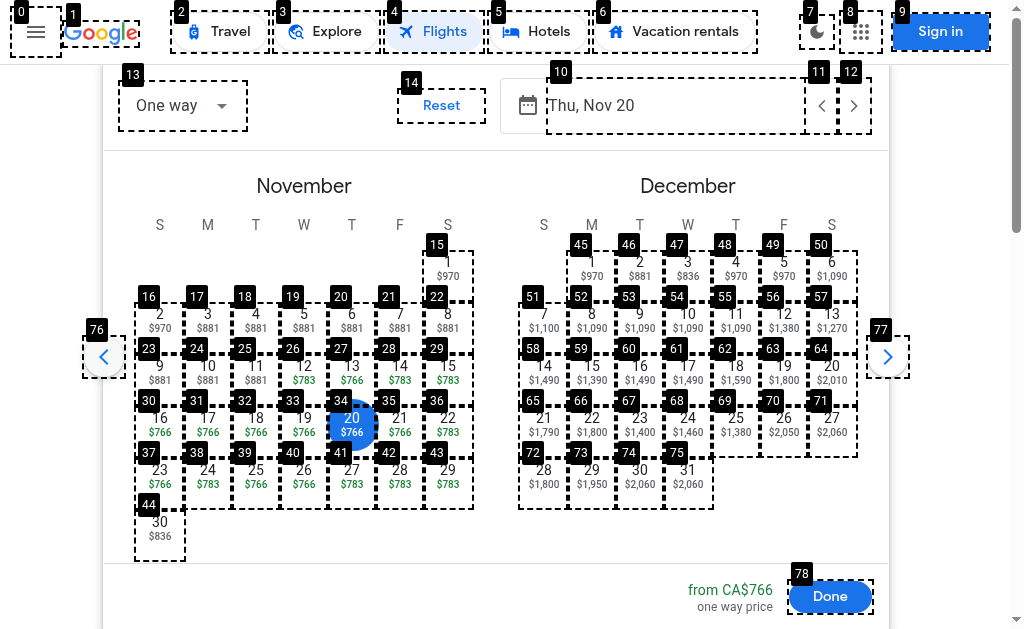 0 1 2 3 4 5 6 7 8 9
Google Travel Explore Flights Hotels Vacation rentals Sign in
13 14 10 11 12
One way Reset Thu, Nov 20
November December
S M T W T F S S M T W T F S
15 45 46 47 48 49 50
1 1 2 3 4 5 6
$970 $970 $881 $836 $970 $970 $1,090
16 17 18 19 20 21 22 51 52 53 54 55 56 57
2 3 4 5 6 7 8 7 8 9 10 11 12 13
$970 $881 $881 $881 $881 $881 $881 $1,100 $1,090 $1,090 $1,090 $1,090 $1,380 $1,270
76 77
23 24 25 26 27 28 29 58 59 60 61 62 63 64
9 10 11 12 13 14 15 14 15 16 17 18 19 20
$881 $881 $881 $783 $766 $783 $783 $1,490 $1,390 $1,490 $1,490 $1,590 $1,800 $2,010
30 31 32 33 34 35 36 65 66 67 68 69 70 71
16 17 18 19 20 21 22 21 22 23 24 25 26 27
$766 $766 $766 $766 $766 $766 $783 $1,790 $1,800 $1,400 $1,460 $1,380 $2,050 $2,060
37 38 39 40 41 42 43 72 73 74 75
23 24 25 26 27 28 29 28 29 30 31
$766 $783 $766 $766 $783 $783 $783 $1,800 $1,950 $2,060 $2,060
44
30
$836
78
from CA$766 Done
one way price